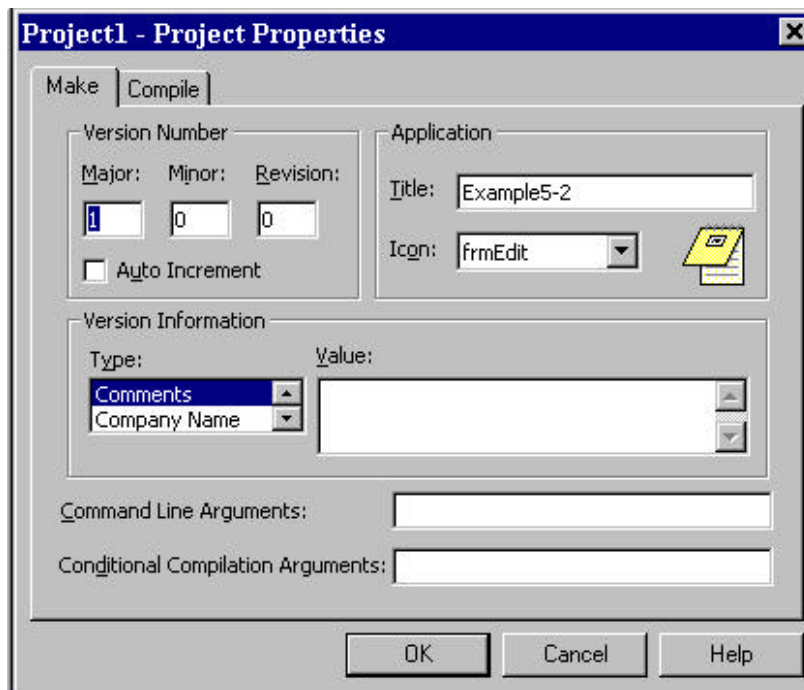 Project1 - Project Properties
Make Compile
Version Number
Major: Minor: Revision:
1 0 0
Auto Increment
Application
Title: Example5-2
Icon: frmEdit
Version Information
Type: Value:
Comments
Company Name
Command Line Arguments:
Conditional Compilation Arguments:
OK Cancel Help